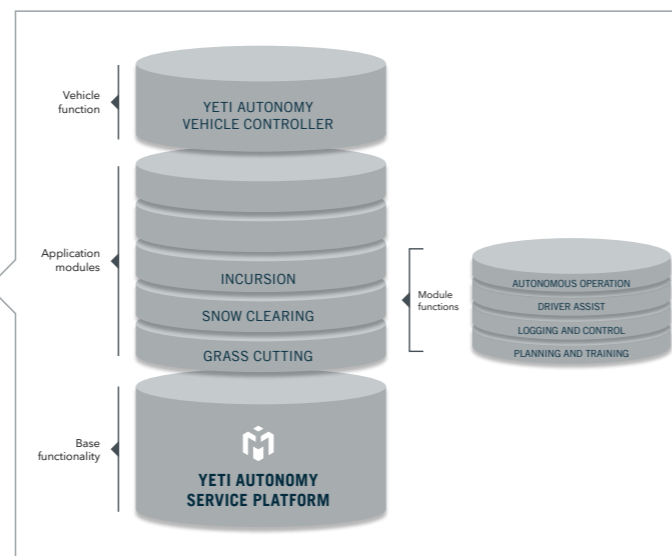 Vehicle
function
YETI AUTONOMY
VEHICLE CONTROLLER
Application
modules
INCURSION
SNOW CLEARING
GRASS CUTTING
Module
functions
AUTONOMOUS OPERATION
DRIVER ASSIST
LOGGING AND CONTROL
PLANNING AND TRAINING
Base
functionality
YETI AUTONOMY
SERVICE PLATFORM